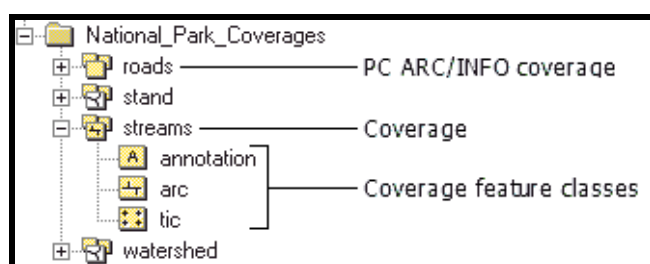 National_Park_Coverages
roads PC ARC/INFO coverage
stand
streams Coverage
A annotation
arc Coverage feature classes
tic
watershed